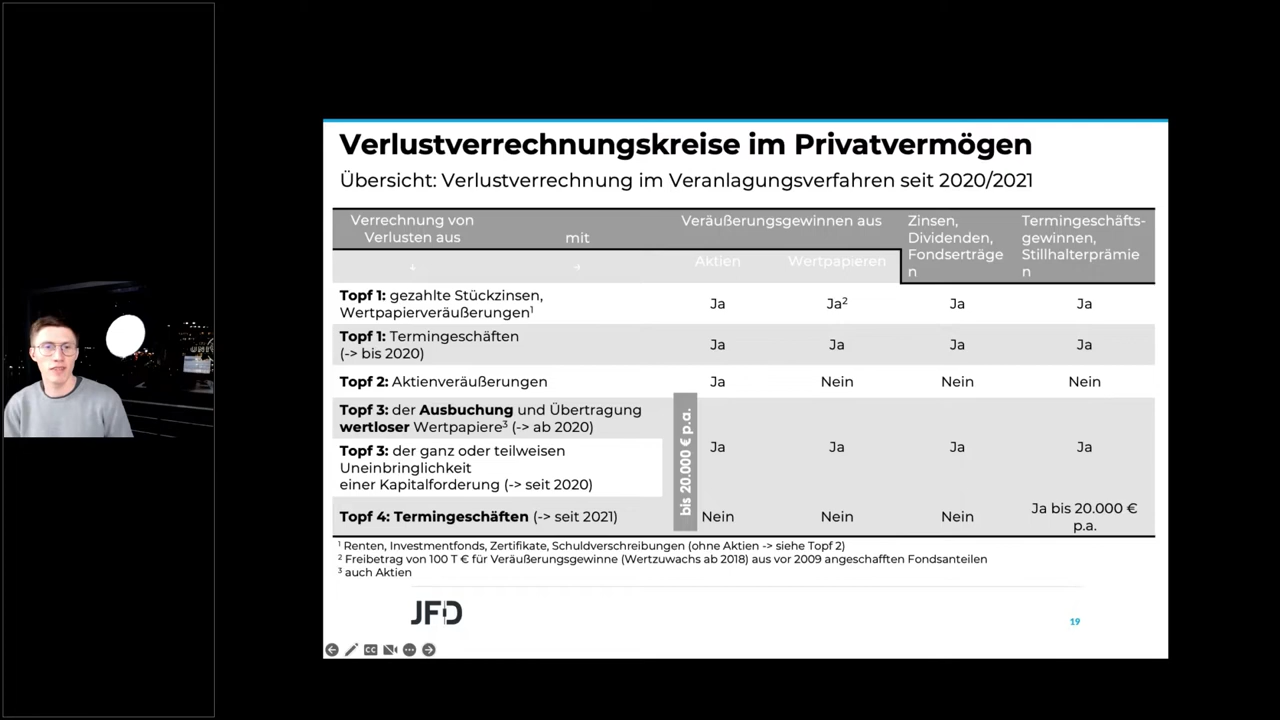 Verlustverrechnungskreise im Privatvermögen
Übersicht: Verlustverrechnung im Veranlagungsverfahren seit 2020/2021
Verrechnung von
Verlusten aus
mit
Veräußerungsgewinnen aus
Zinsen,
Dividenden,
Fondserträge
n
Termingeschäfts-
gewinnen,
Stillhalterprämie
n
↓ → Aktien Wertpapieren
Topf 1: gezahlte Stückzinsen,
Wertpapierveräußerungen¹
Ja Ja² Ja Ja
Topf 1: Termingeschäften
(-> bis 2020)
Ja Ja Ja Ja
Topf 2: Aktienveräußerungen Ja Nein Nein Nein
Topf 3: der Ausbuchung und Übertragung
wertloser Wertpapiere³ (-> ab 2020)
Topf 3: der ganz oder teilweisen
Uneinbringlichkeit
einer Kapitalforderung (-> seit 2020)
bis 20.000 € p.a.
Ja Ja Ja Ja
Topf 4: Termingeschäften (-> seit 2021) Nein Nein Nein
Ja bis 20.000 €
p.a.
¹ Renten, Investmentfonds, Zertifikate, Schuldverschreibungen (ohne Aktien -> siehe Topf 2)
² Freibetrag von 100 T € für Veräußerungsgewinne (Wertzuwachs ab 2018) aus vor 2009 angeschafften Fondsanteilen
³ auch Aktien
JFD
19
CC